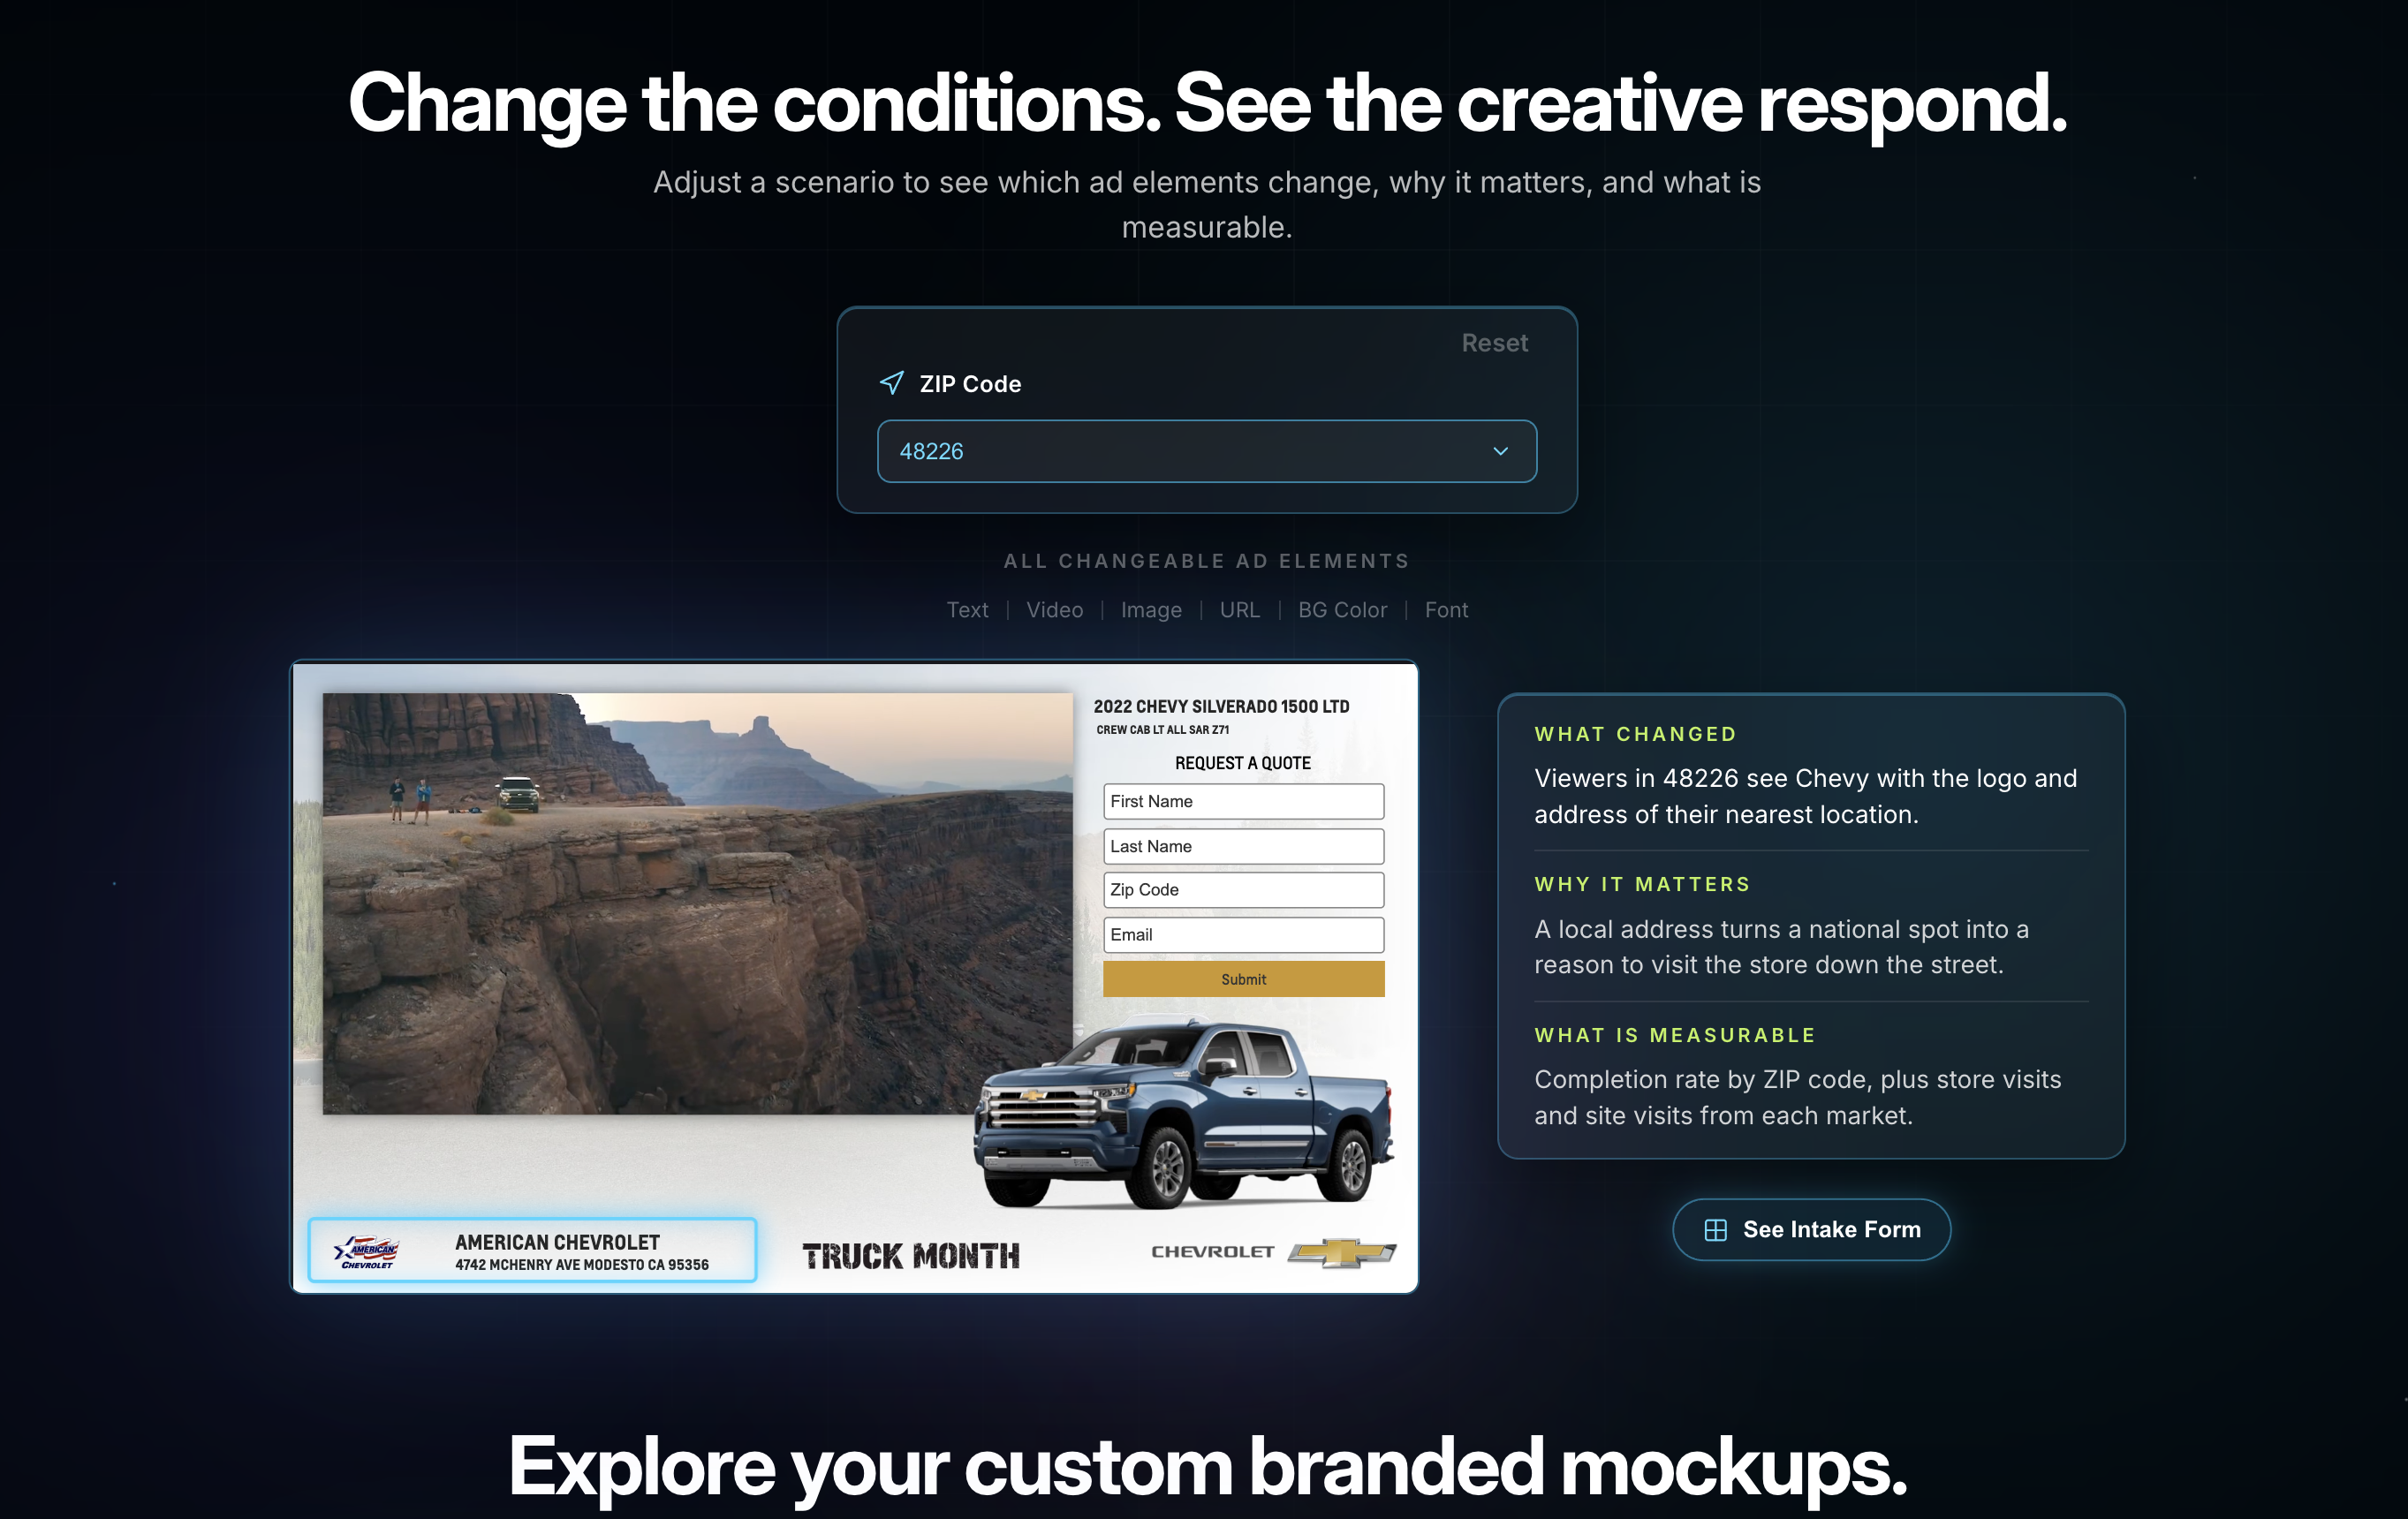 Change the conditions. See the creative respond.
Adjust a scenario to see which ad elements change, why it matters, and what is
measurable.
Reset
ZIP Code
48226
ALL CHANGEABLE AD ELEMENTS
Text | Video | Image | URL | BG Color | Font
2022 CHEVY SILVERADO 1500 LTD
CREW CAB LT ALL SAR Z71
REQUEST A QUOTE
First Name
Last Name
Zip Code
Email
Submit
AMERICAN
CHEVROLET
AMERICAN CHEVROLET
4742 MCHENRY AVE MODESTO CA 95356
TRUCK MONTH
CHEVROLET
WHAT CHANGED
Viewers in 48226 see Chevy with the logo and
address of their nearest location.
WHY IT MATTERS
A local address turns a national spot into a
reason to visit the store down the street.
WHAT IS MEASURABLE
Completion rate by ZIP code, plus store visits
and site visits from each market.
See Intake Form
Explore your custom branded mockups.